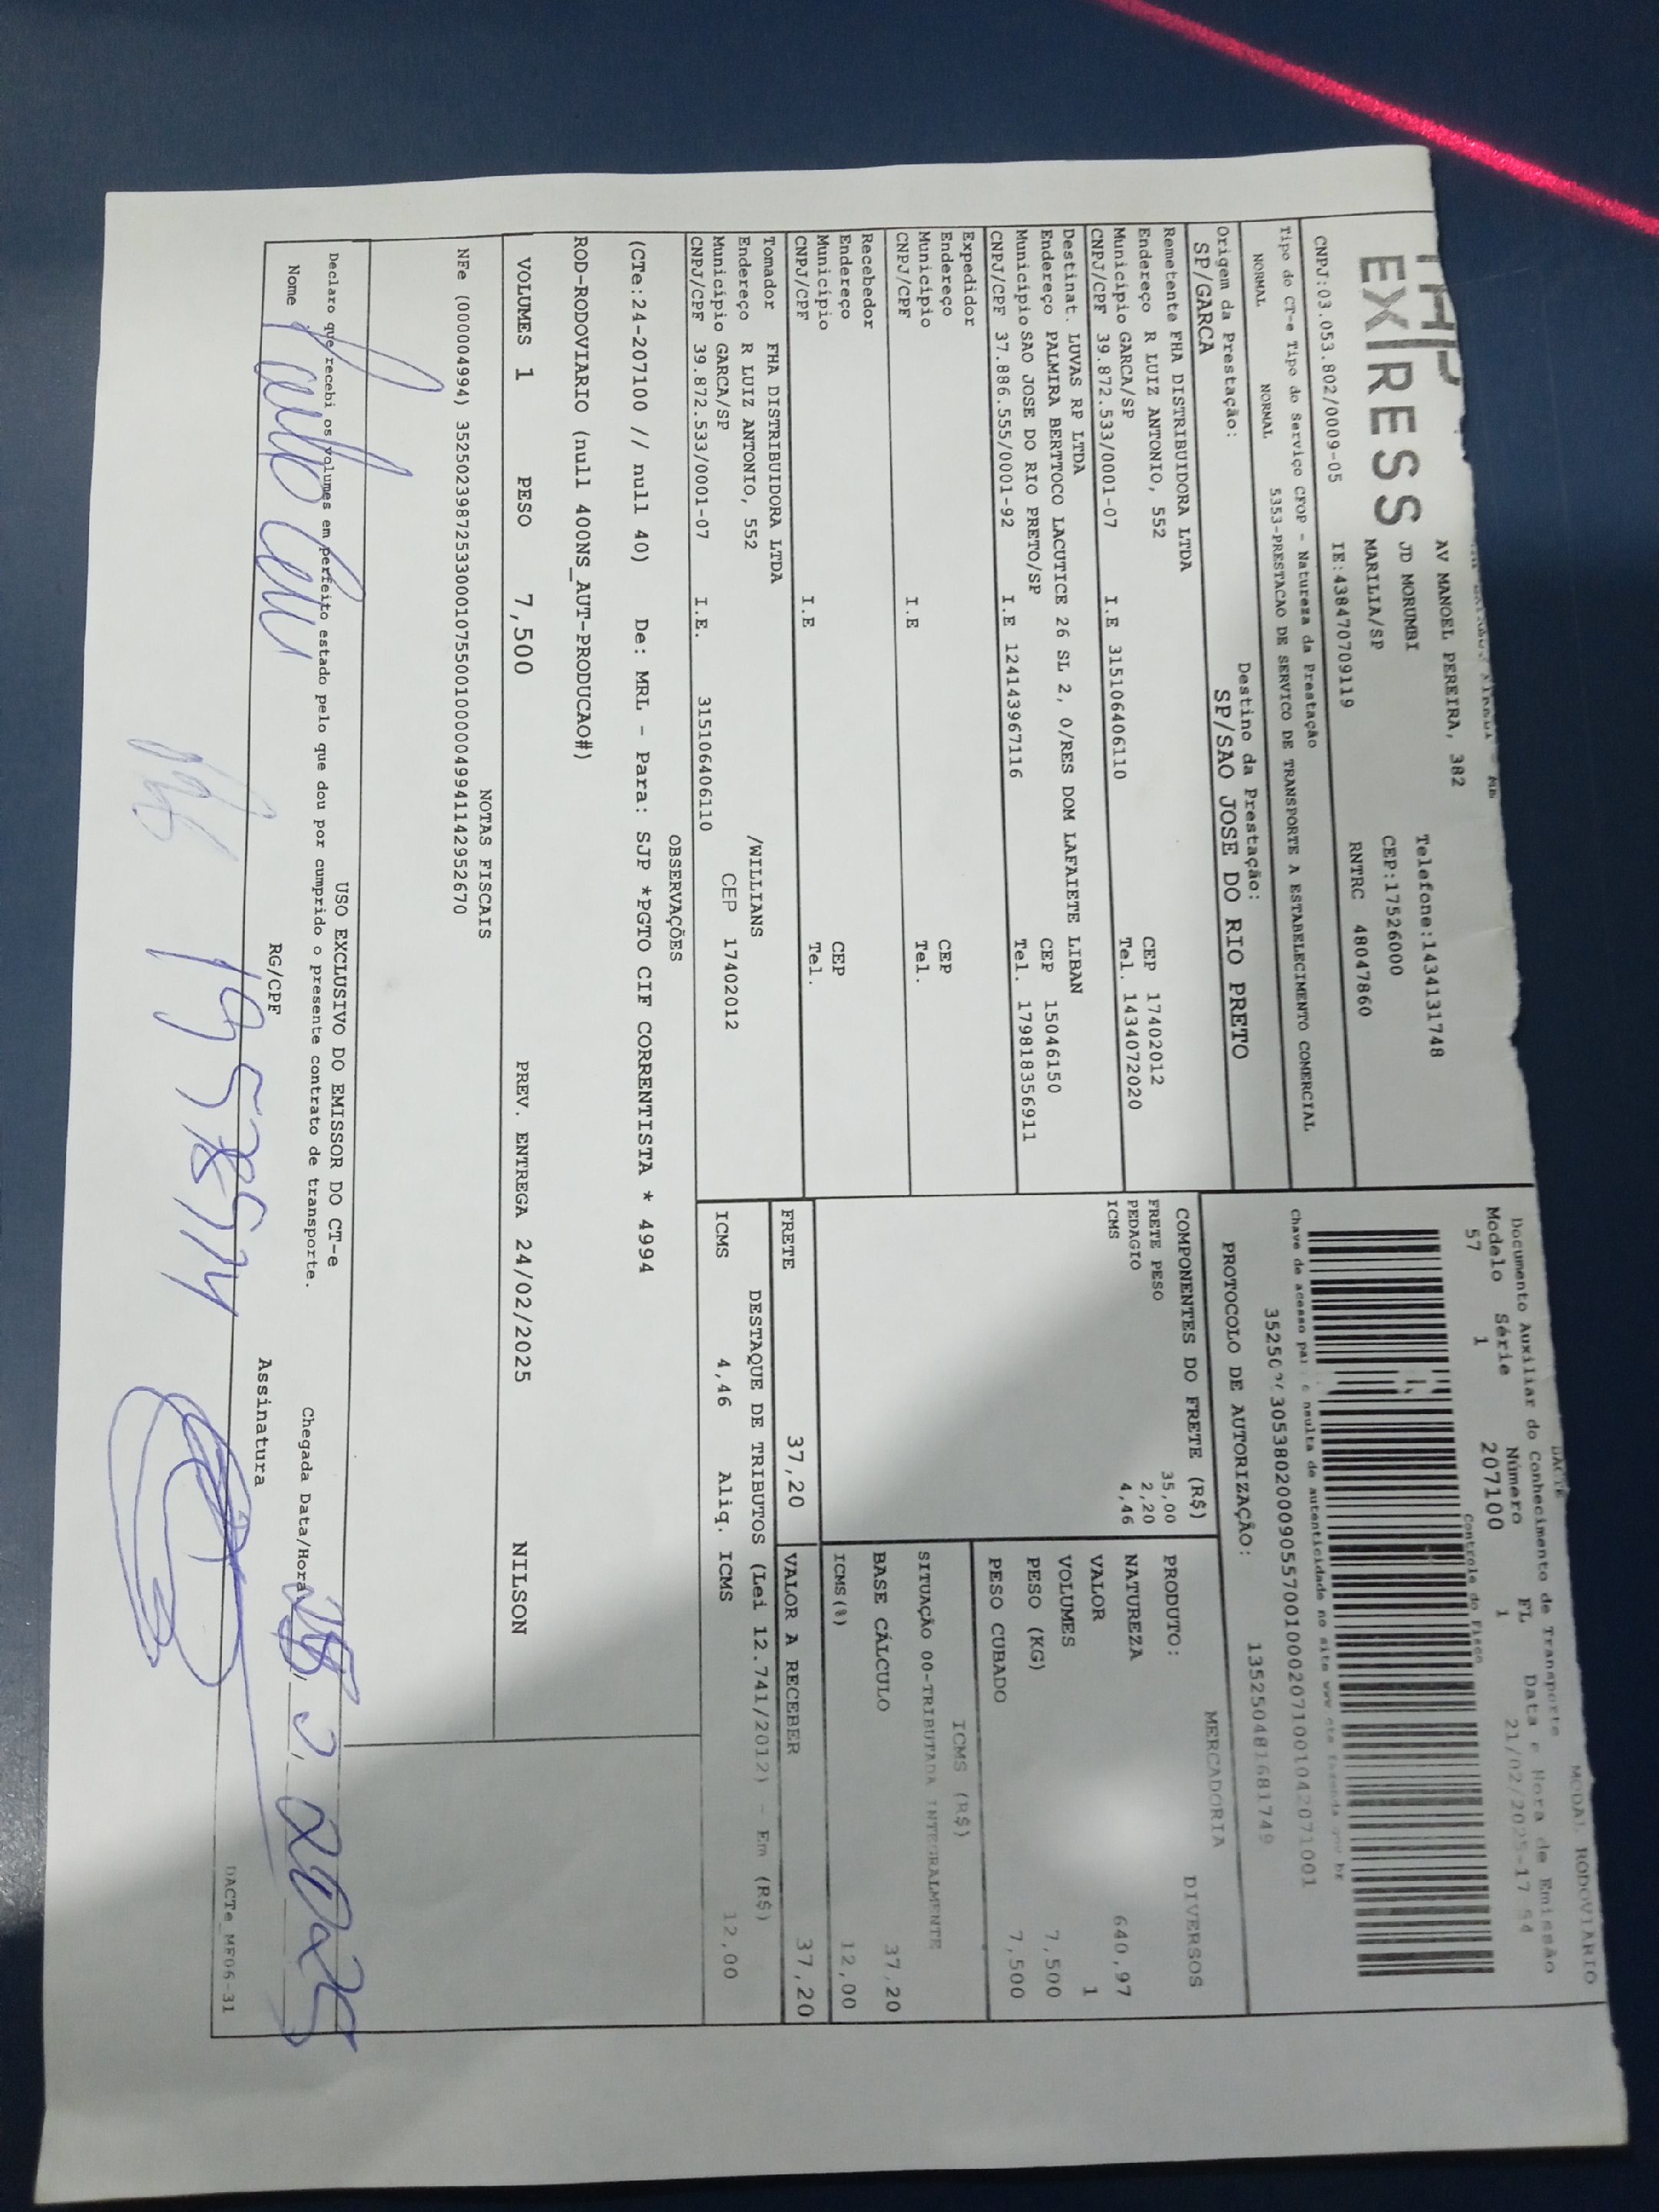 EXPRESS
AV MANOEL PEREIRA, 382
JD MORUMBI
MARILIA/SP
Telefone:1434131748
CEP:17526000
CNPJ:03.053.802/0009-05 IE:438470709119 RNTRC 48047860
Tipo do CT-e Tipo do Serviço CFOP - Natureza da Prestação
NORMAL NORMAL 5353-PRESTACAO DE SERVICO DE TRANSPORTE A ESTABELECIMENTO COMERCIAL
Origem da Prestação: Destino da Prestação:
SP/GARCA SP/SAO JOSE DO RIO PRETO
Remetente FHA DISTRIBUIDORA LTDA
Endereço R LUIZ ANTONIO, 552 CEP 17402012
Município GARCA/SP Tel. 1434072020
CNPJ/CPF 39.872.533/0001-07 I.E 315106406110
Destinat. LUVAS RP LTDA
Endereço PALMIRA BERTTOCO LACUTICE 26 SL 2, 0/RES DOM LAFAIETE LIBAN
Município SAO JOSE DO RIO PRETO/SP CEP 15046150
CNPJ/CPF 37.886.555/0001-92 I.E 124143967116 Tel. 17981835691​1
Expedidor
Endereço
Município CEP
CNPJ/CPF I.E Tel.
Recebedor
Endereço
Município CEP
CNPJ/CPF I.E Tel.
Tomador FHA DISTRIBUIDORA LTDA
Endereço R LUIZ ANTONIO, 552 /WILLIANS
Município GARCA/SP CEP 17402012
CNPJ/CPF 39.872.533/0001-07 I.E. 315106406110
DACTE MODAL RODOVIARIO
Documento Auxiliar do Conhecimento de Transporte
Modelo Série Número FL Data e Hora de Emissão
57 1 207100 1 21/02/2025-17 54
Controle do Fisco
PROTOCOLO DE AUTORIZAÇÃO: 135250481681749
COMPONENTES DO FRETE (R$)
FRETE PESO 35,00
PEDAGIO 2,20
ICMS 4,46
MERCADORIA
PRODUTO: DIVERSOS
NATUREZA
VALOR 640,97
VOLUMES 1
PESO (KG) 7,500
PESO CUBADO 7,500
ICMS (R$)
SITUAÇÃO 00-TRIBUTADA INTEGRALMENTE
BASE CÁLCULO 37,20
ICMS(%) 12,00
FRETE 37,20 VALOR A RECEBER 37,20
DESTAQUE DE TRIBUTOS (Lei 12.741/2012) - Em (R$)
ICMS 4,46 Aliq. ICMS 12,00
OBSERVAÇÕES
(CTe:24-207100 // null 40) De: MRL - Para: SJP *PGTO CIF CORRENTISTA * 4994
ROD-RODOVIARIO (null 400NS_AUT-PRODUCAO#)
VOLUMES 1 PESO 7,500 PREV. ENTREGA 24/02/2025 NILSON
NOTAS FISCAIS
NFe (000004994) 35250239872533000107550010000049941142952670
USO EXCLUSIVO DO EMISSOR DO CT-e
Declaro que recebi os volumes em perfeito estado pelo que dou por cumprido o presente contrato de transporte.
Chegada Data/Hora 2025
Nome RG/CPF Assinatura
DACTe_MF06-31